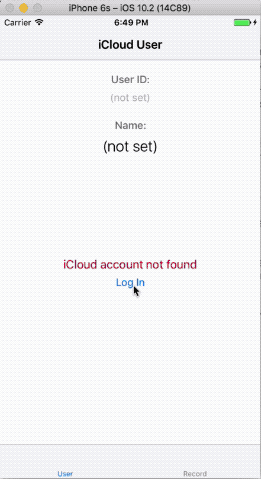 iPhone 6s – iOS 10.2 (14C89)
Carrier 6:49 PM
iCloud User
User ID:
(not set)
Name:
(not set)
iCloud account not found
Log In
User Record